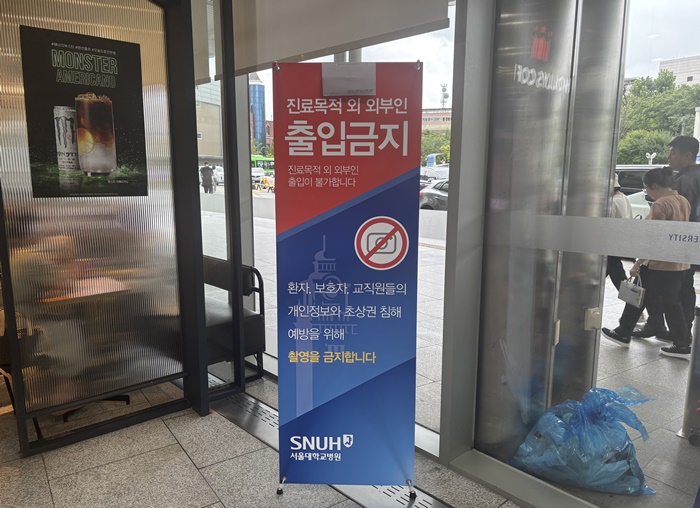 MONSTER
AMERICANO
진료목적 외 외부인
출입금지
진료목적 외 외부인
출입이 불가합니다
환자, 보호자, 교직원들의
개인정보와 초상권 침해
예방을 위해
촬영을 금지합니다
SNUH
서울대학교병원
HOLLYS COF
ERSITY